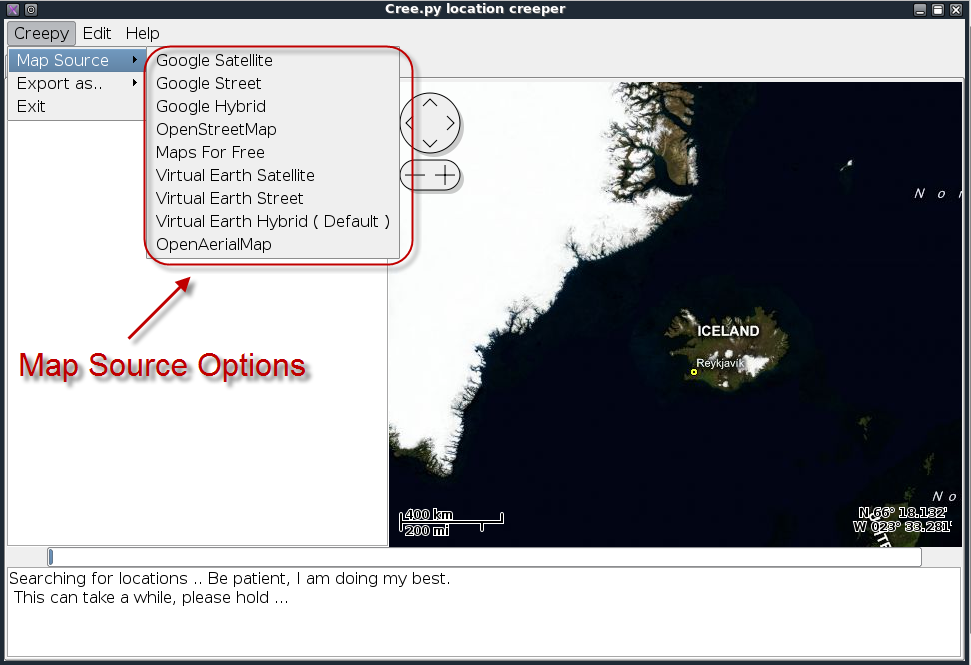 Cree.py location creeper
Creepy Edit Help
Map Source
Export as..
Exit
Google Satellite
Google Street
Google Hybrid
OpenStreetMap
Maps For Free
Virtual Earth Satellite
Virtual Earth Street
Virtual Earth Hybrid ( Default )
OpenAerialMap
Map Source Options
N o r
ICELAND
Reykjavík
N o
400 km
200 mi
N 66° 18.132'
W 023° 33.281'
Searching for locations .. Be patient, I am doing my best.
This can take a while, please hold ...